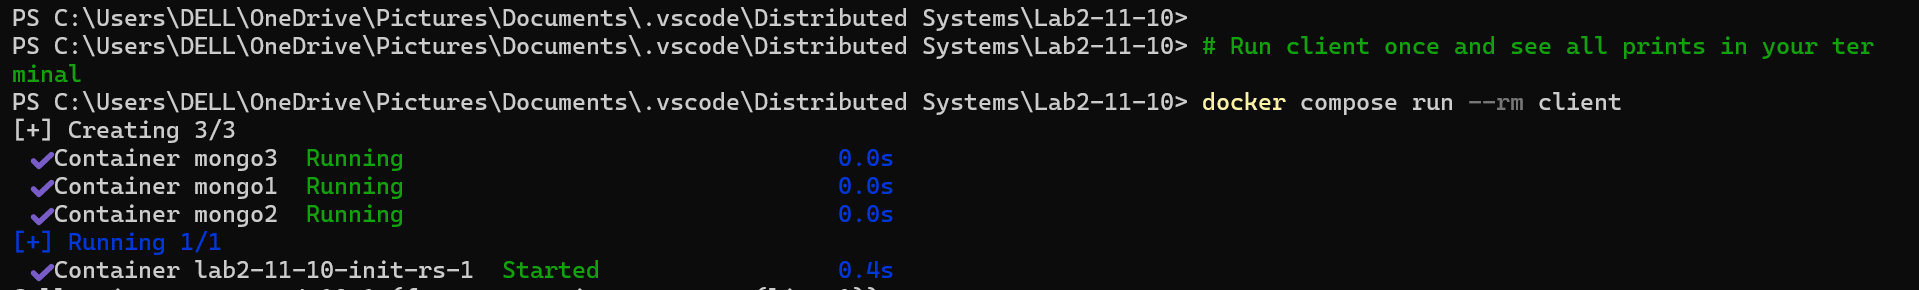 PS C:\Users\DELL\OneDrive\Pictures\Documents\.vscode\Distributed Systems\Lab2-11-10>
PS C:\Users\DELL\OneDrive\Pictures\Documents\.vscode\Distributed Systems\Lab2-11-10> # Run client once and see all prints in your ter
minal
PS C:\Users\DELL\OneDrive\Pictures\Documents\.vscode\Distributed Systems\Lab2-11-10> docker compose run --rm client
[+] Creating 3/3
✔Container mongo3  Running 0.0s
✔Container mongo1  Running 0.0s
✔Container mongo2  Running 0.0s
[+] Running 1/1
✔Container lab2-11-10-init-rs-1  Started 0.4s